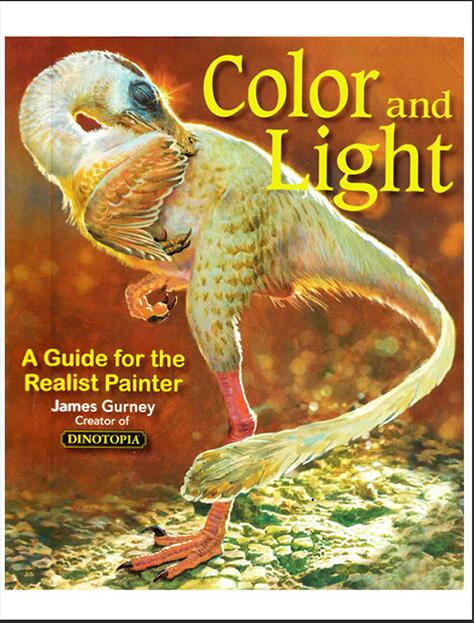 Color and
Light
A Guide for the
Realist Painter
James Gurney
Creator of
DINOTOPIA